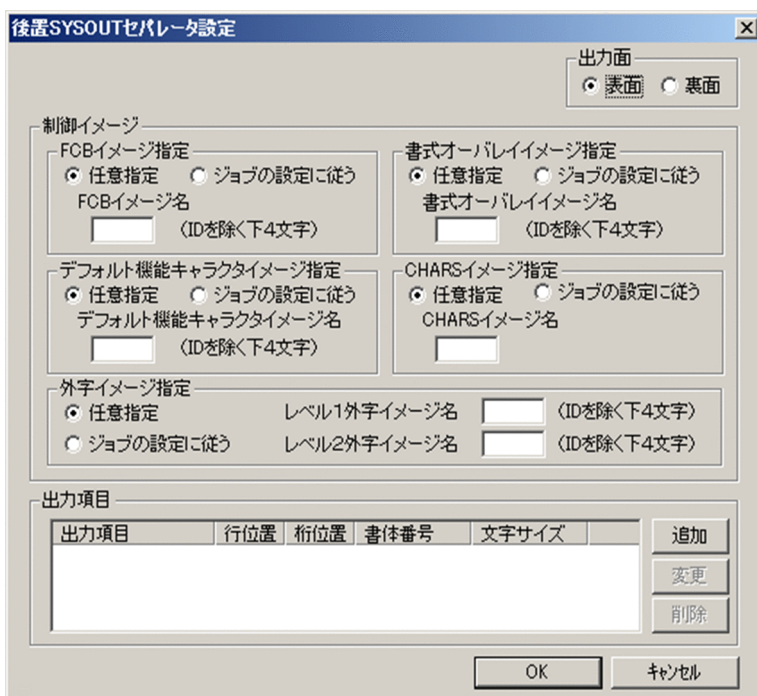 後置SYSOUTセパレータ設定
出力面
表面 裏面
制御イメージ
FCBイメージ指定
任意指定 ジョブの設定に従う
FCBイメージ名
(IDを除く下4文字)
書式オーバレイイメージ指定
任意指定 ジョブの設定に従う
書式オーバレイイメージ名
(IDを除く下4文字)
デフォルト機能キャラクタイメージ指定
任意指定 ジョブの設定に従う
デフォルト機能キャラクタイメージ名
(IDを除く下4文字)
CHARSイメージ指定
任意指定 ジョブの設定に従う
CHARSイメージ名
外字イメージ指定
任意指定 レベル1外字イメージ名 (IDを除く下4文字)
ジョブの設定に従う レベル2外字イメージ名 (IDを除く下4文字)
出力項目
出力項目 行位置 桁位置 書体番号 文字サイズ
追加
変更
削除
OK キャンセル